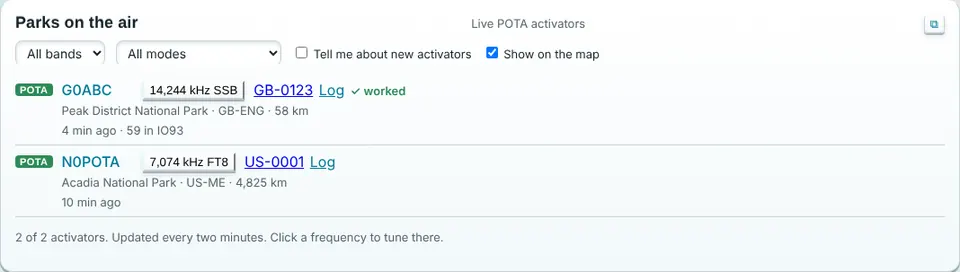 Parks on the air Live POTA activators
All bands All modes Tell me about new activators Show on the map
POTA G0ABC 14,244 kHz SSB GB-0123 Log ✓ worked
Peak District National Park · GB-ENG · 58 km
4 min ago · 59 in IO93
POTA N0POTA 7,074 kHz FT8 US-0001 Log
Acadia National Park · US-ME · 4,825 km
10 min ago
2 of 2 activators. Updated every two minutes. Click a frequency to tune there.